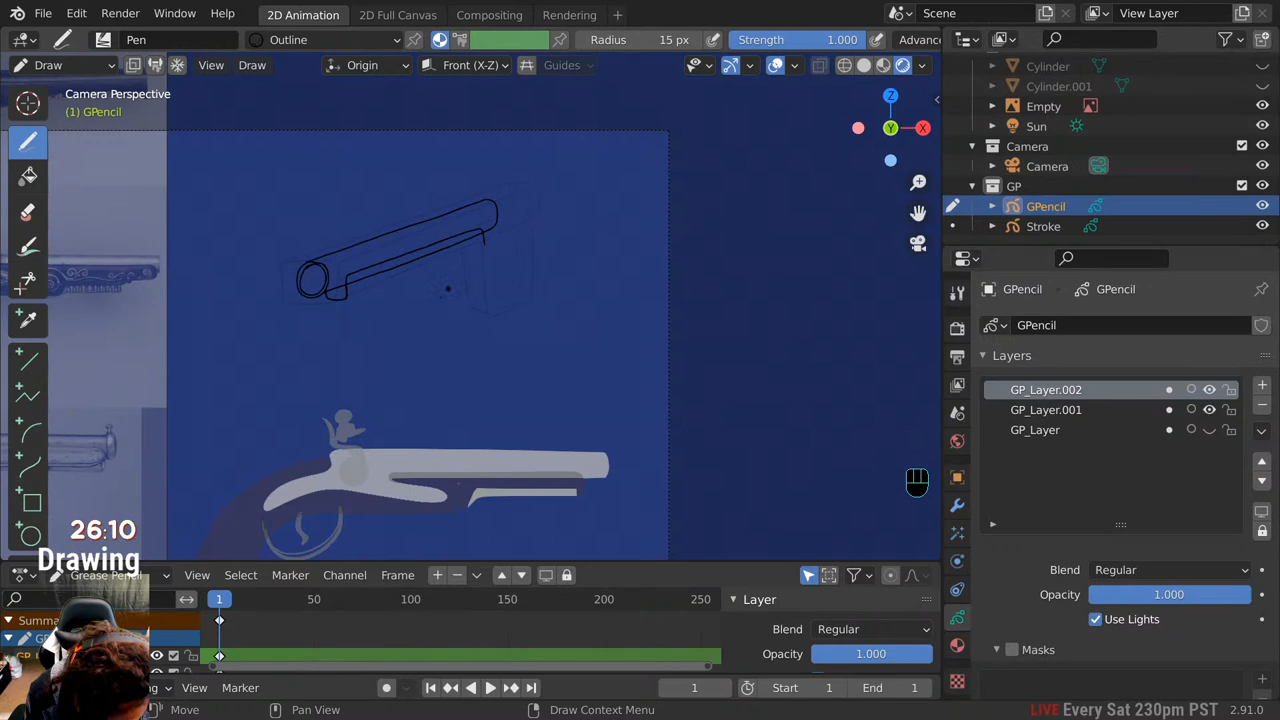 File Edit Render Window Help 2D Animation 2D Full Canvas Compositing Rendering Scene View Layer
Pen Outline Radius 15 px Strength 1.000 Advanc
Draw View Draw Origin Front (X-Z) Guides
Camera Perspective
(1) GPencil
Z
Y
X
Cylinder
Cylinder.001
Empty
Sun
Camera
Camera
GP
GPencil
Stroke
GPencil GPencil
GPencil
Layers
GP_Layer.002
GP_Layer.001
GP_Layer
Blend Regular
Opacity 1.000
Use Lights
Masks
26:10
Drawing
Grease Pencil View Select Marker Channel Frame
1 50 100 150 200 250
Summa
Layer
Blend Regular
Opacity 1.000
View Marker 1 Start 1 End 1
Move Pan View Draw Context Menu
LIVE Every Sat 230pm PST 2.91.0